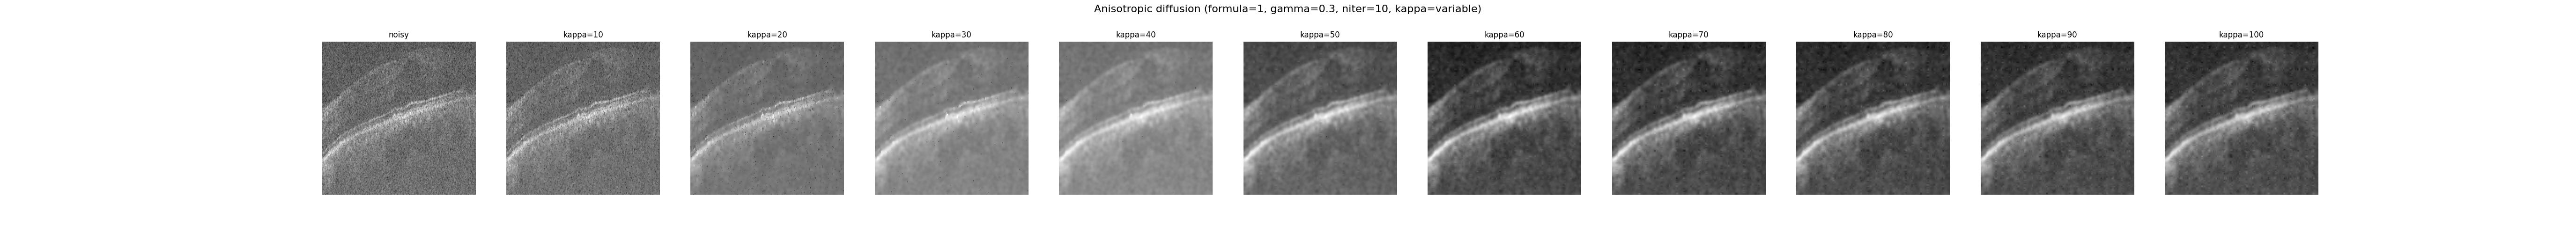 Anisotropic diffusion (formula=1, gamma=0.3, niter=10, kappa=variable)
noisy
kappa=10
kappa=20
kappa=30
kappa=40
kappa=50
kappa=60
kappa=70
kappa=80
kappa=90
kappa=100